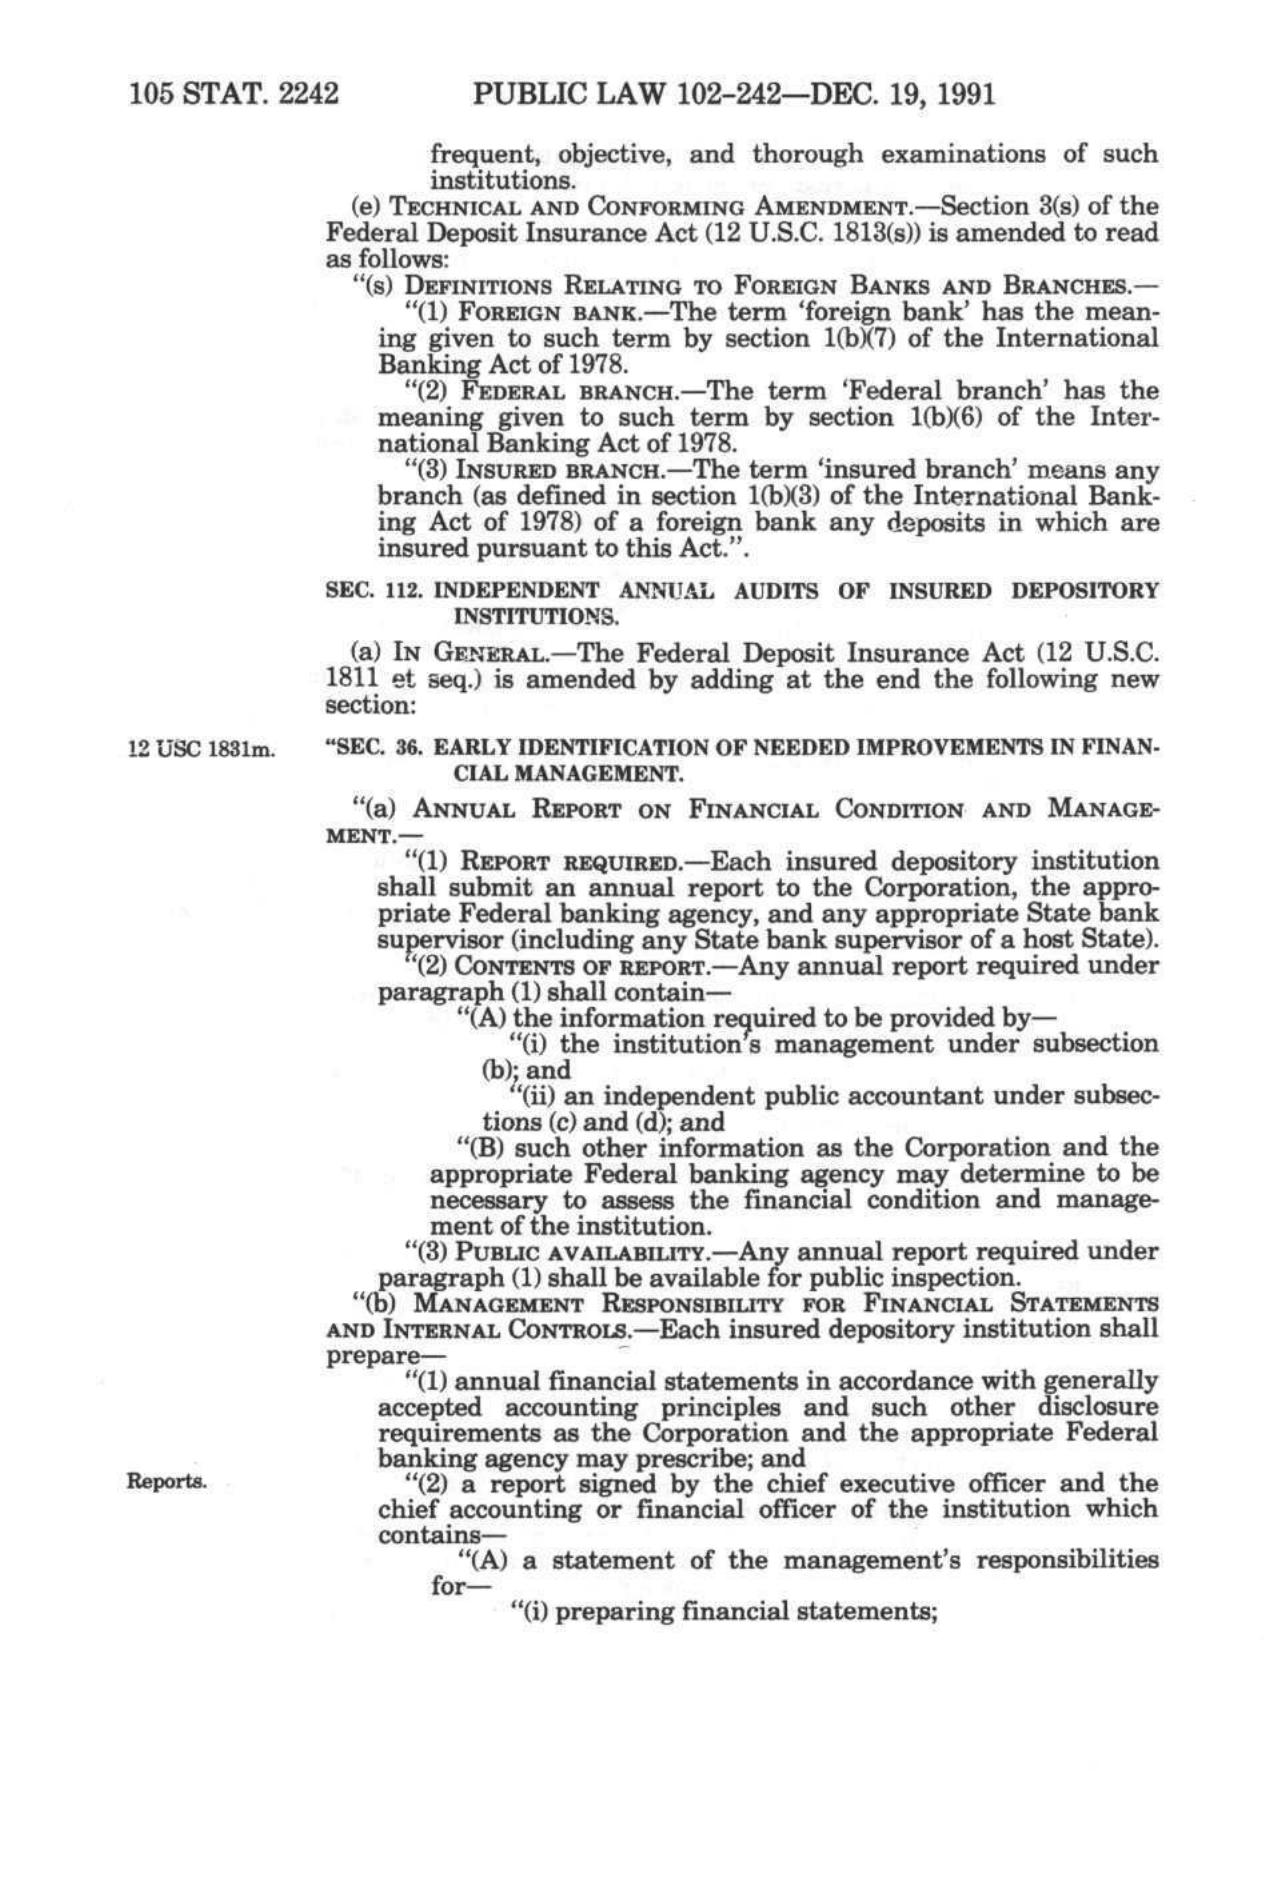 105 STAT. 2242 PUBLIC LAW 102-242—DEC. 19, 1991
frequent, objective, and thorough examinations of such
institutions.
(e) TECHNICAL AND CONFORMING AMENDMENT.—Section 3(s) of the
Federal Deposit Insurance Act (12 U.S.C. 1813(s)) is amended to read
as follows:
“(s) DEFINITIONS RELATING TO FOREIGN BANKS AND BRANCHES.—
“(1) FOREIGN BANK.—The term ‘foreign bank’ has the mean-
ing given to such term by section 1(b)(7) of the International
Banking Act of 1978.
“(2) FEDERAL BRANCH.—The term ‘Federal branch’ has the
meaning given to such term by section 1(b)(6) of the Inter-
national Banking Act of 1978.
“(3) INSURED BRANCH.—The term ‘insured branch’ means any
branch (as defined in section 1(b)(3) of the International Bank-
ing Act of 1978) of a foreign bank any deposits in which are
insured pursuant to this Act.”.
SEC. 112. INDEPENDENT ANNUAL AUDITS OF INSURED DEPOSITORY
INSTITUTIONS.
(a) IN GENERAL.—The Federal Deposit Insurance Act (12 U.S.C.
1811 et seq.) is amended by adding at the end the following new
section:
12 USC 1831m.
“SEC. 36. EARLY IDENTIFICATION OF NEEDED IMPROVEMENTS IN FINAN-
CIAL MANAGEMENT.
“(a) ANNUAL REPORT ON FINANCIAL CONDITION AND MANAGE-
MENT.—
“(1) REPORT REQUIRED.—Each insured depository institution
shall submit an annual report to the Corporation, the appro-
priate Federal banking agency, and any appropriate State bank
supervisor (including any State bank supervisor of a host State).
“(2) CONTENTS OF REPORT.—Any annual report required under
paragraph (1) shall contain—
“(A) the information required to be provided by—
“(i) the institution’s management under subsection
(b); and
“(ii) an independent public accountant under subsec-
tions (c) and (d); and
“(B) such other information as the Corporation and the
appropriate Federal banking agency may determine to be
necessary to assess the financial condition and manage-
ment of the institution.
“(3) PUBLIC AVAILABILITY.—Any annual report required under
paragraph (1) shall be available for public inspection.
“(b) MANAGEMENT RESPONSIBILITY FOR FINANCIAL STATEMENTS
AND INTERNAL CONTROLS.—Each insured depository institution shall
prepare—
“(1) annual financial statements in accordance with generally
accepted accounting principles and such other disclosure
requirements as the Corporation and the appropriate Federal
banking agency may prescribe; and
Reports.
“(2) a report signed by the chief executive officer and the
chief accounting or financial officer of the institution which
contains—
“(A) a statement of the management’s responsibilities
for—
“(i) preparing financial statements;